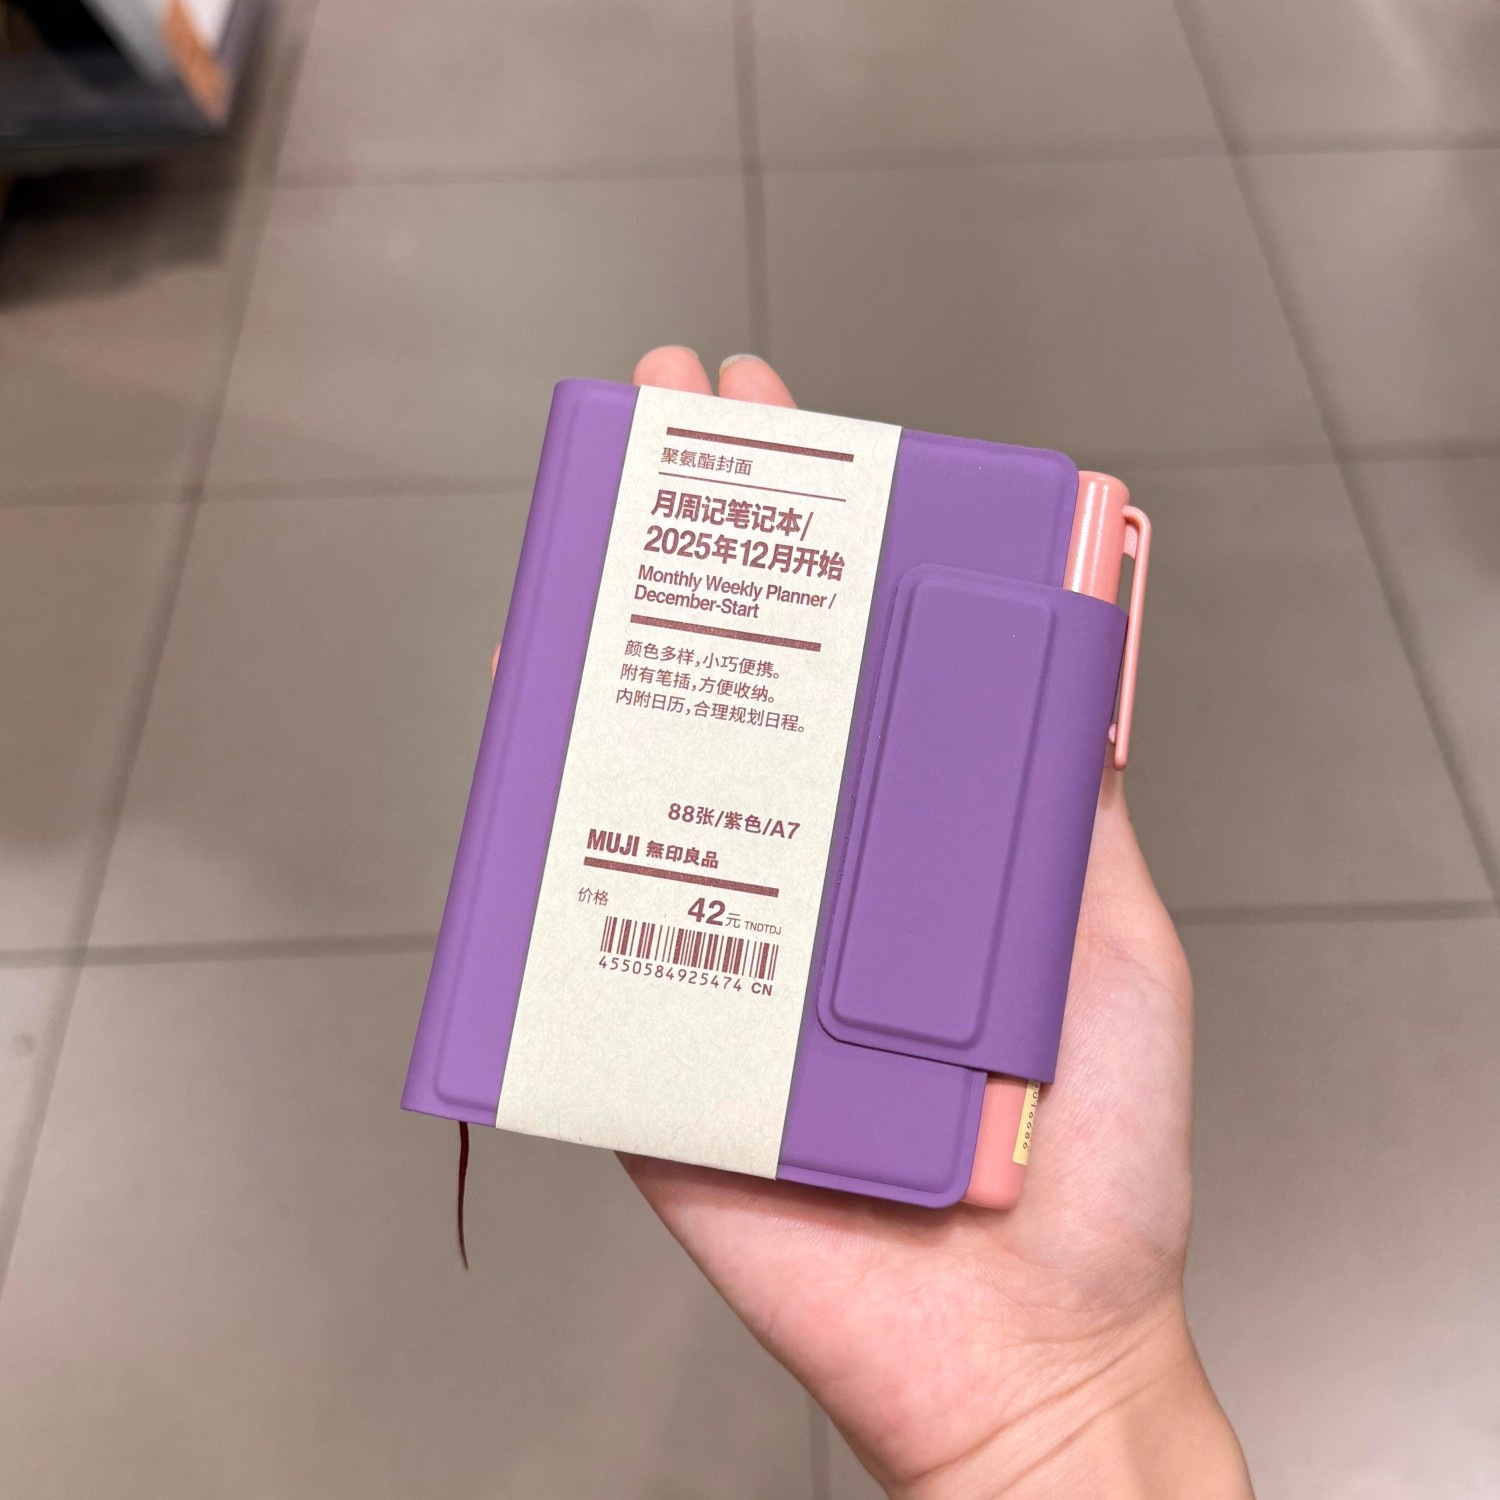 聚氨酯封面
月周记笔记本/
2025年12月开始
Monthly Weekly Planner /
December-Start
颜色多样,小巧便携。
附有笔插,方便收纳。
内附日历,合理规划日程。
88张/紫色/A7
MUJI 無印良品
价格 42元 TNDTDJ
4550584925474 CN